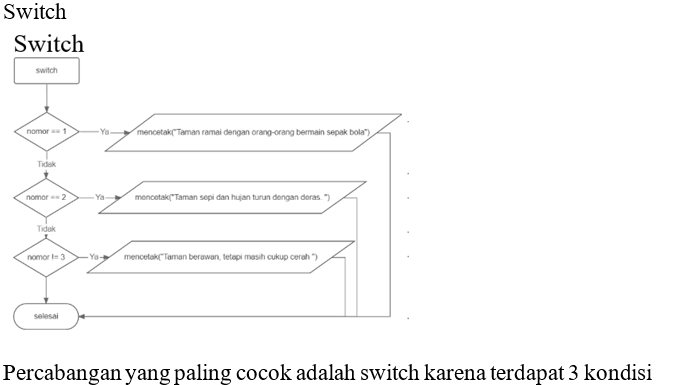 Switch
Switch
switch
nomor == 1
Ya
mencetak("Taman ramai dengan orang-orang bermain sepak bola")
Tidak
nomor == 2
Ya
mencetak("Taman sepi dan hujan turun dengan deras. ")
Tidak
nomor != 3
Ya
mencetak("Taman berawan, tetapi masih cukup cerah ")
selesai
Percabangan yang paling cocok adalah switch karena terdapat 3 kondisi